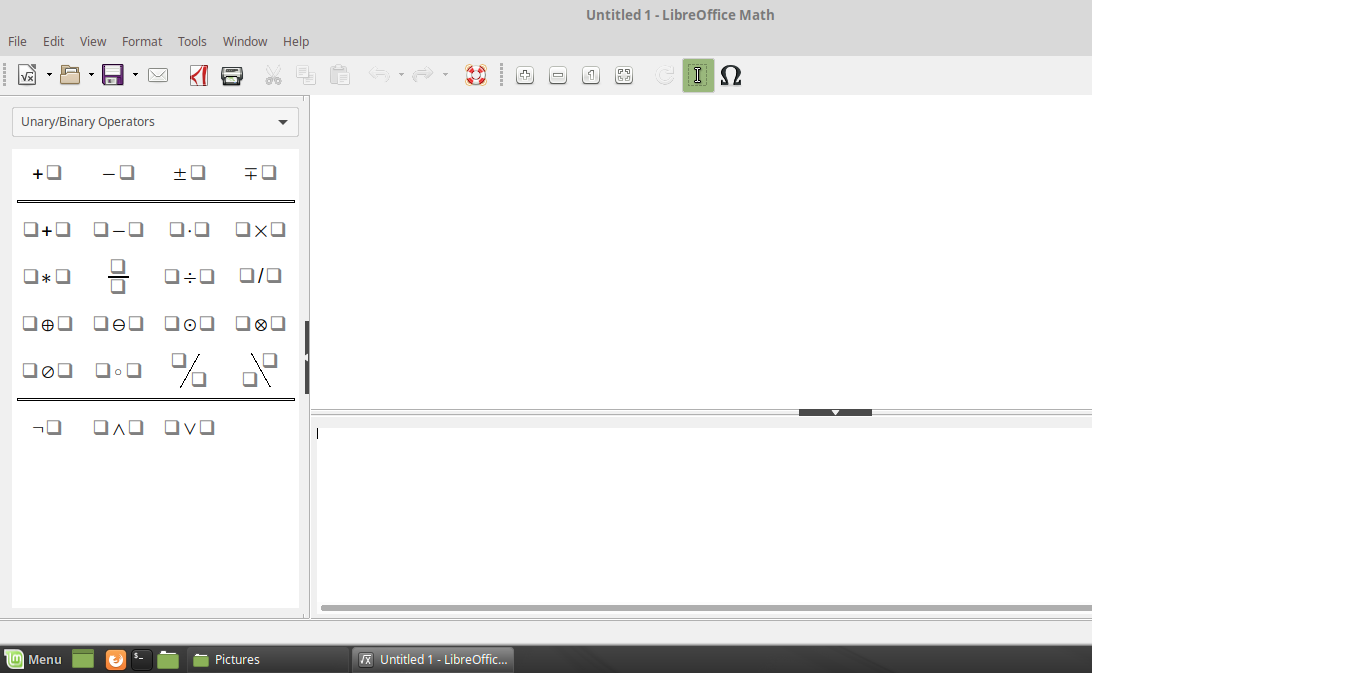 Untitled 1 - LibreOffice Math
File Edit View Format Tools Window Help
Unary/Binary Operators
+❑ −❑ ±❑ ∓❑
❑+❑ ❑−❑ ❑·❑ ❑×❑
❑∗❑ ❑/❑ ❑÷❑ ❑/❑
❑⊕❑ ❑⊖❑ ❑⊙❑ ❑⊗❑
❑⊘❑ ❑∘❑ ❑/❑ ❑\❑
¬❑ ❑∧❑ ❑∨❑
Menu Pictures Untitled 1 - LibreOffic...